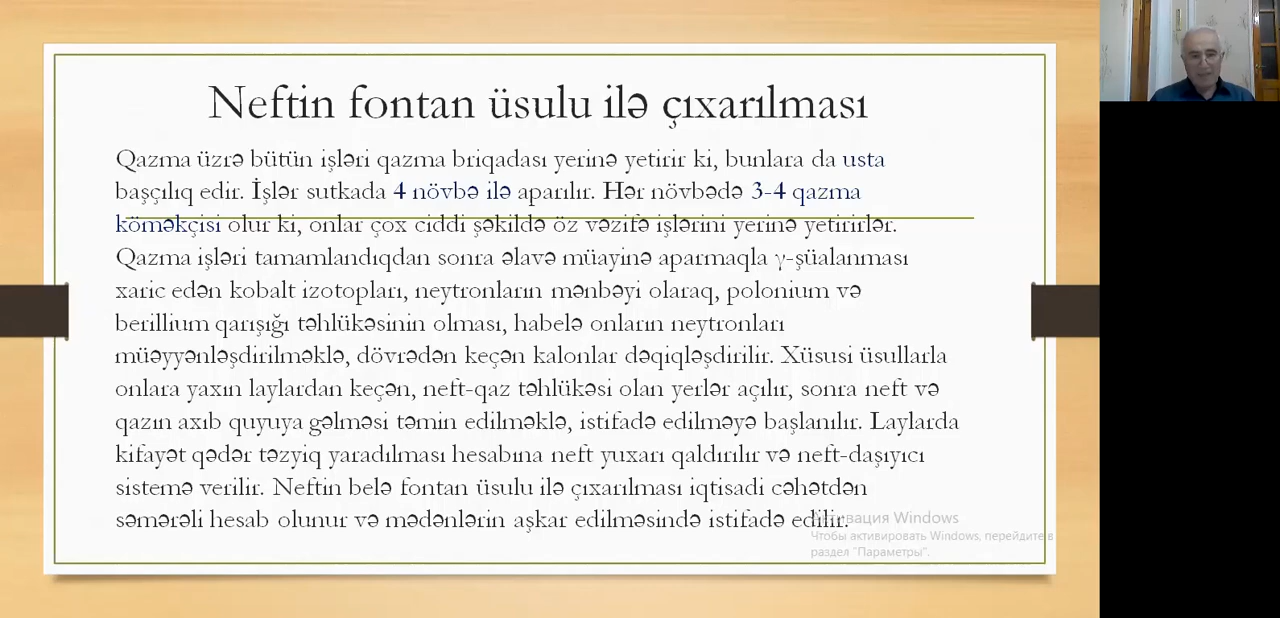 Neftin fontan üsulu ilə çıxarılması
Qazma üzrə bütün işləri qazma briqadası yerinə yetirir ki, bunlara da usta
başçılıq edir. İşlər sutkada 4 növbə ilə aparılır. Hər növbədə 3-4 qazma
köməkçisi olur ki, onlar çox ciddi şəkildə öz vəzifə işlərini yerinə yetirirlər.
Qazma işləri tamamlandıqdan sonra əlavə müayinə aparmaqla γ-şüalanması
xaric edən kobalt izotopları, neytronların mənbəyi olaraq, polonium və
berillium qarışığı təhlükəsinin olması, habelə onların neytronları
müəyyənləşdirilməklə, dövrədən keçən kalonlar dəqiqləşdirilir. Xüsusi üsullarla
onlara yaxın laylardan keçən, neft-qaz təhlükəsi olan yerlər açılır, sonra neft və
qazın axıb quyuya gəlməsi təmin edilməklə, istifadə edilməyə başlanılır. Laylarda
kifayət qədər təzyiq yaradılması hesabına neft yuxarı qaldırılır və neft-daşıyıcı
sistemə verilir. Neftin belə fontan üsulu ilə çıxarılması iqtisadi cəhətdən
səmərəli hesab olunur və mədənlərin aşkar edilməsində istifadə edilir.
Активация Windows
Чтобы активировать Windows, перейдите в
раздел "Параметры".